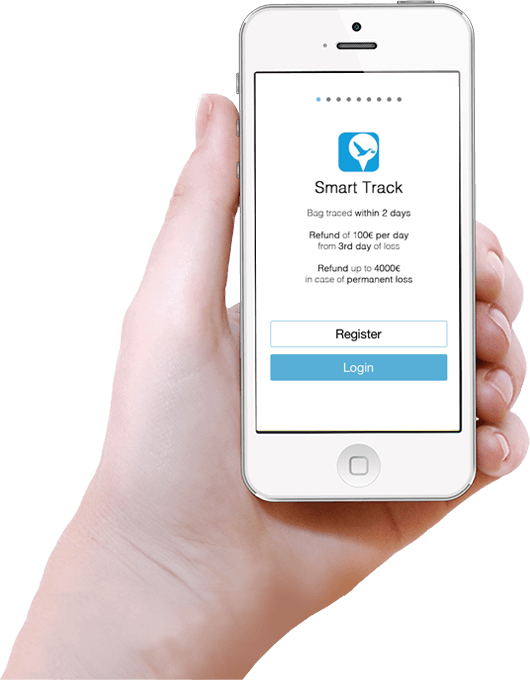 Smart Track
Bag traced within 2 days
Refund of 100€ per day
from 3rd day of loss
Refund up to 4000€
in case of permanent loss
Register
Login